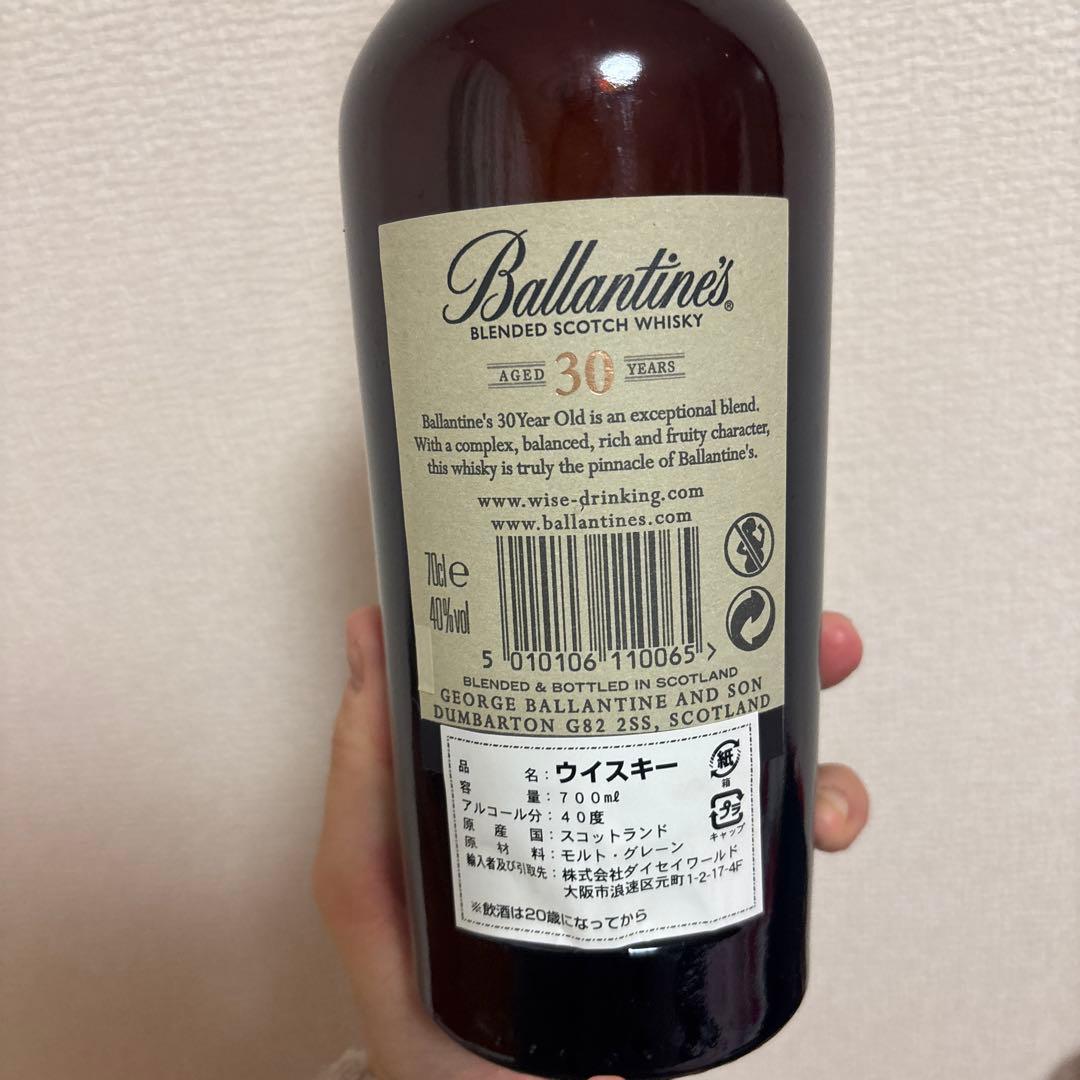 Ballantine's®
BLENDED SCOTCH WHISKY
AGED 30 YEARS
Ballantine's 30 Year Old is an exceptional blend.
With a complex, balanced, rich and fruity character,
this whisky is truly the pinnacle of Ballantine's.
www.wise-drinking.com
www.ballantines.com
70cl e
40%vol
5 010106 110065 >
BLENDED & BOTTLED IN SCOTLAND
GEORGE BALLANTINE AND SON
DUMBARTON G82 2SS, SCOTLAND
品名:ウイスキー
容量:700㎖
アルコール分:40度
原産国:スコットランド
原材料:モルト・グレーン
輸入者及び引取先:株式会社ダイセイワールド
大阪市浪速区元町1-2-17-4F
※飲酒は20歳になってから
紙
箱
プラ
キャップ